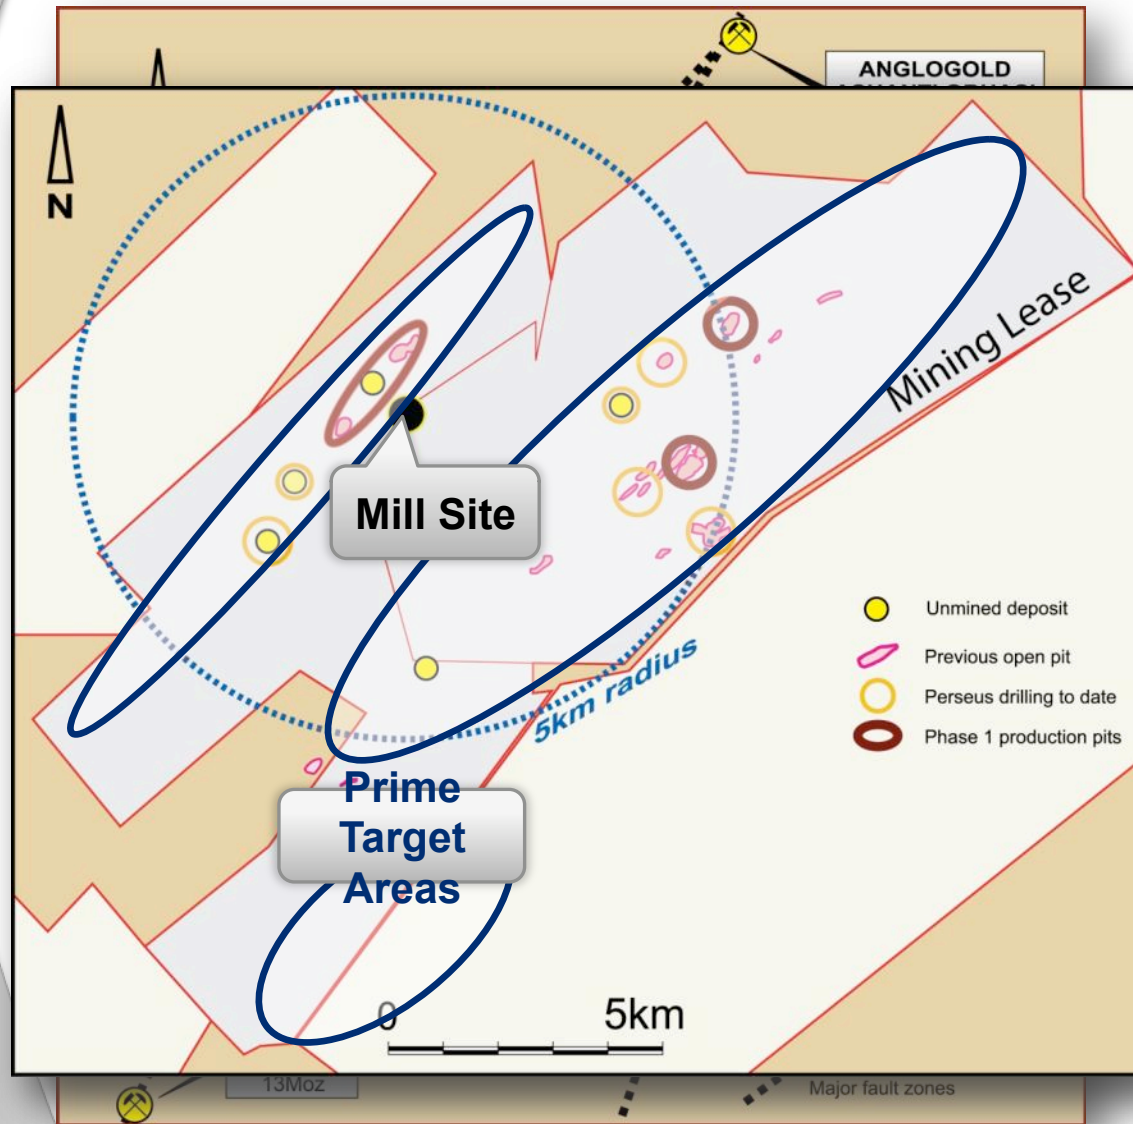 ANGLOGOLD
N
Mining Lease
Mill Site
Unmined deposit
Previous open pit
Perseus drilling to date
Phase 1 production pits
5km radius
Prime
Target
Areas
0 5km
13Moz
Major fault zones